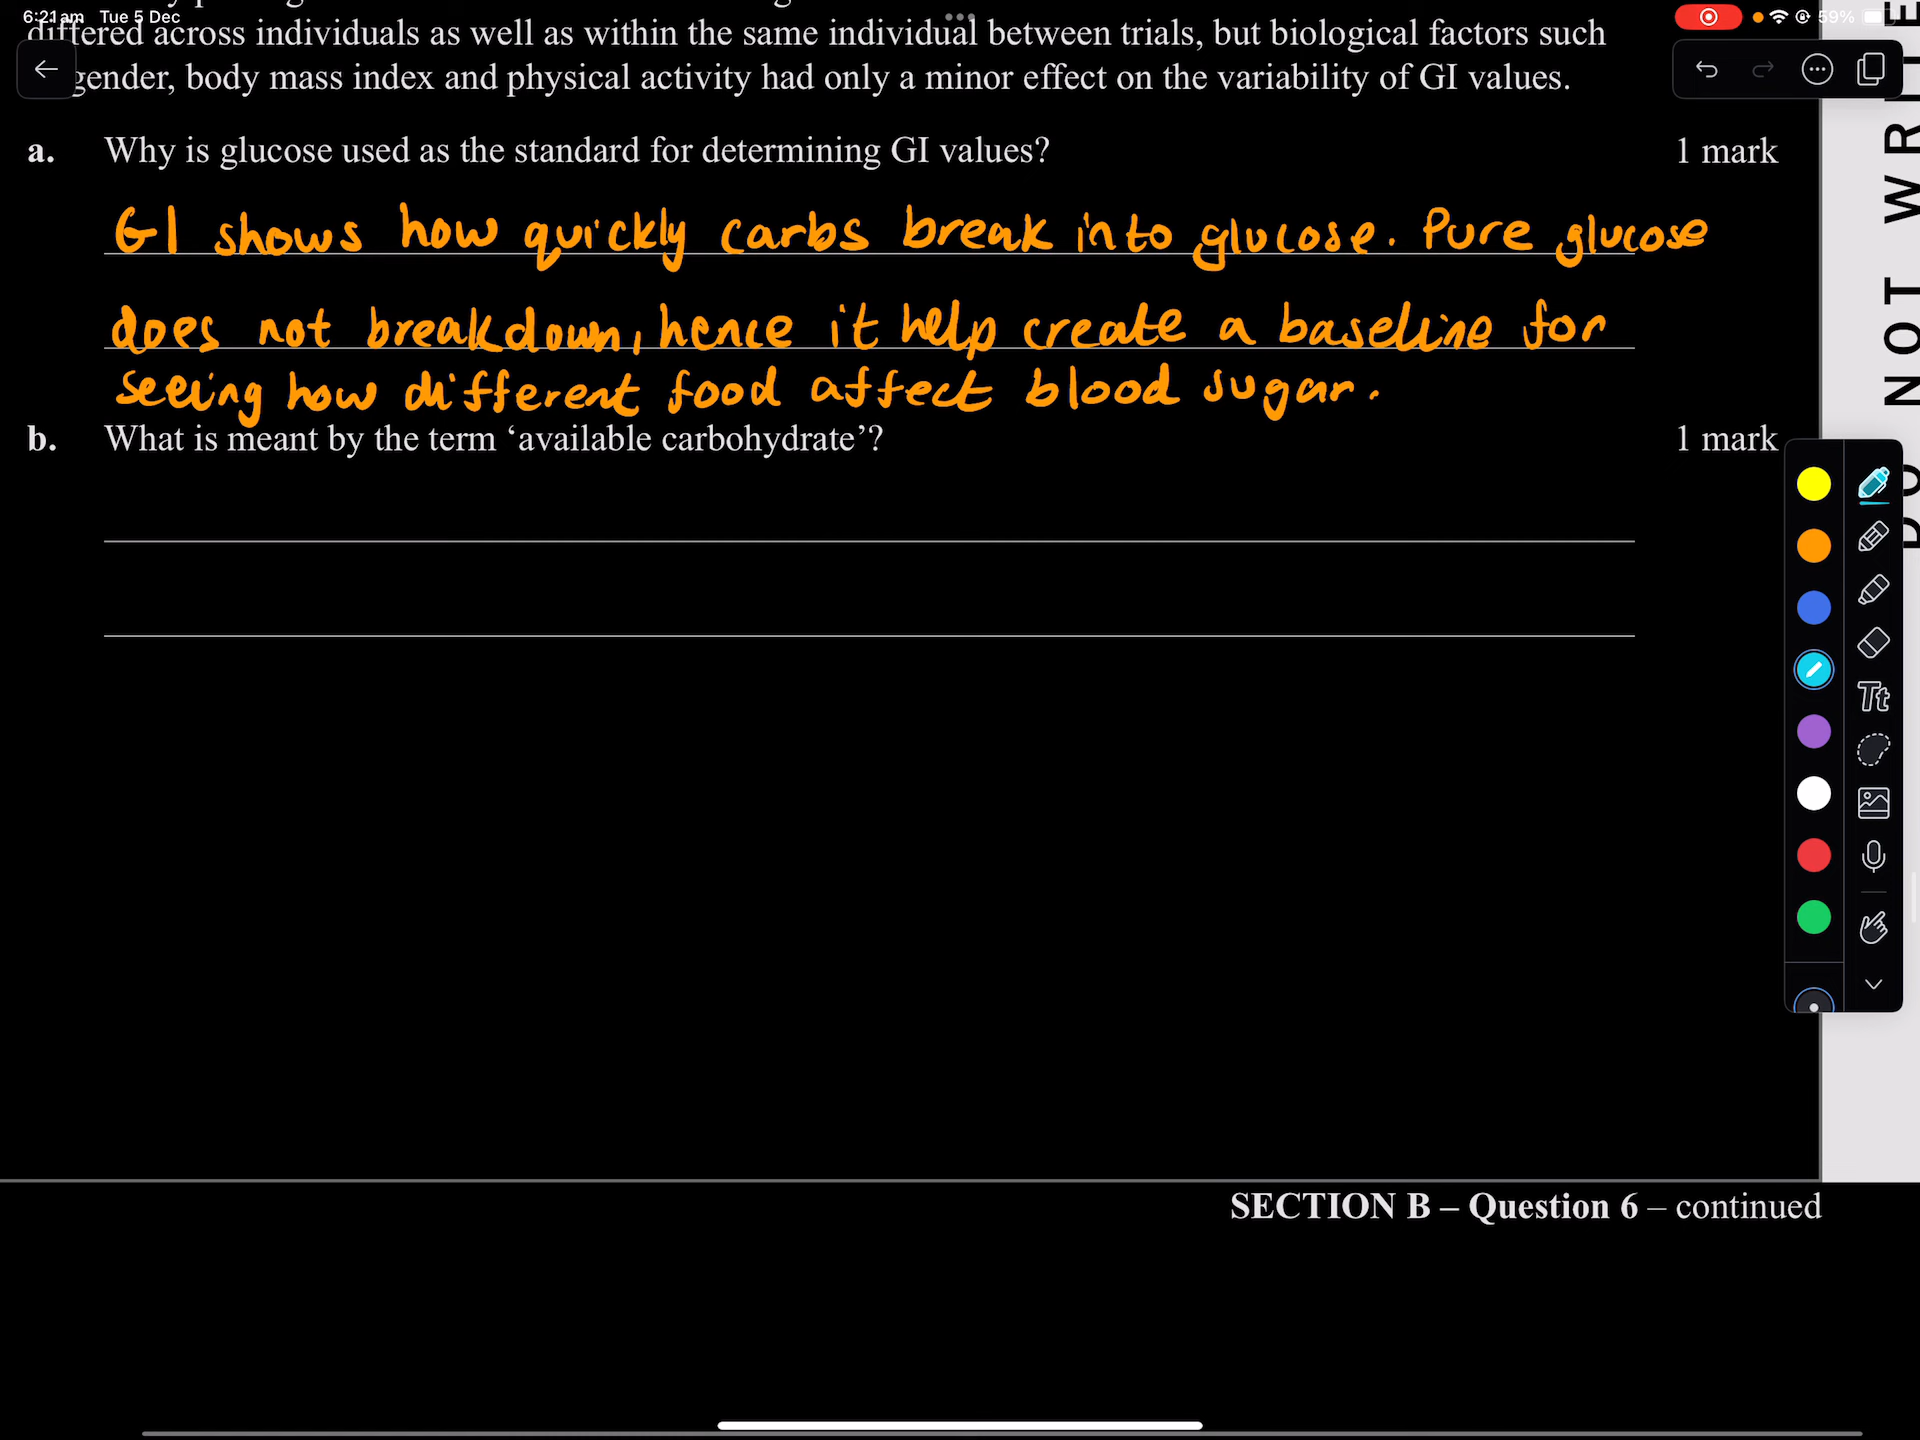 6:21am Tue 5 Dec
59%
differed across individuals as well as within the same individual between trials, but biological factors such
gender, body mass index and physical activity had only a minor effect on the variability of GI values.
a. Why is glucose used as the standard for determining GI values? 1 mark
GI shows how quickly carbs break into glucose. Pure glucose
does not breakdown, hence it help create a baseline for
seeing how different food affect blood sugar.
b. What is meant by the term ‘available carbohydrate’? 1 mark
Tt
SECTION B – Question 6 – continued
DO NOT WRITE